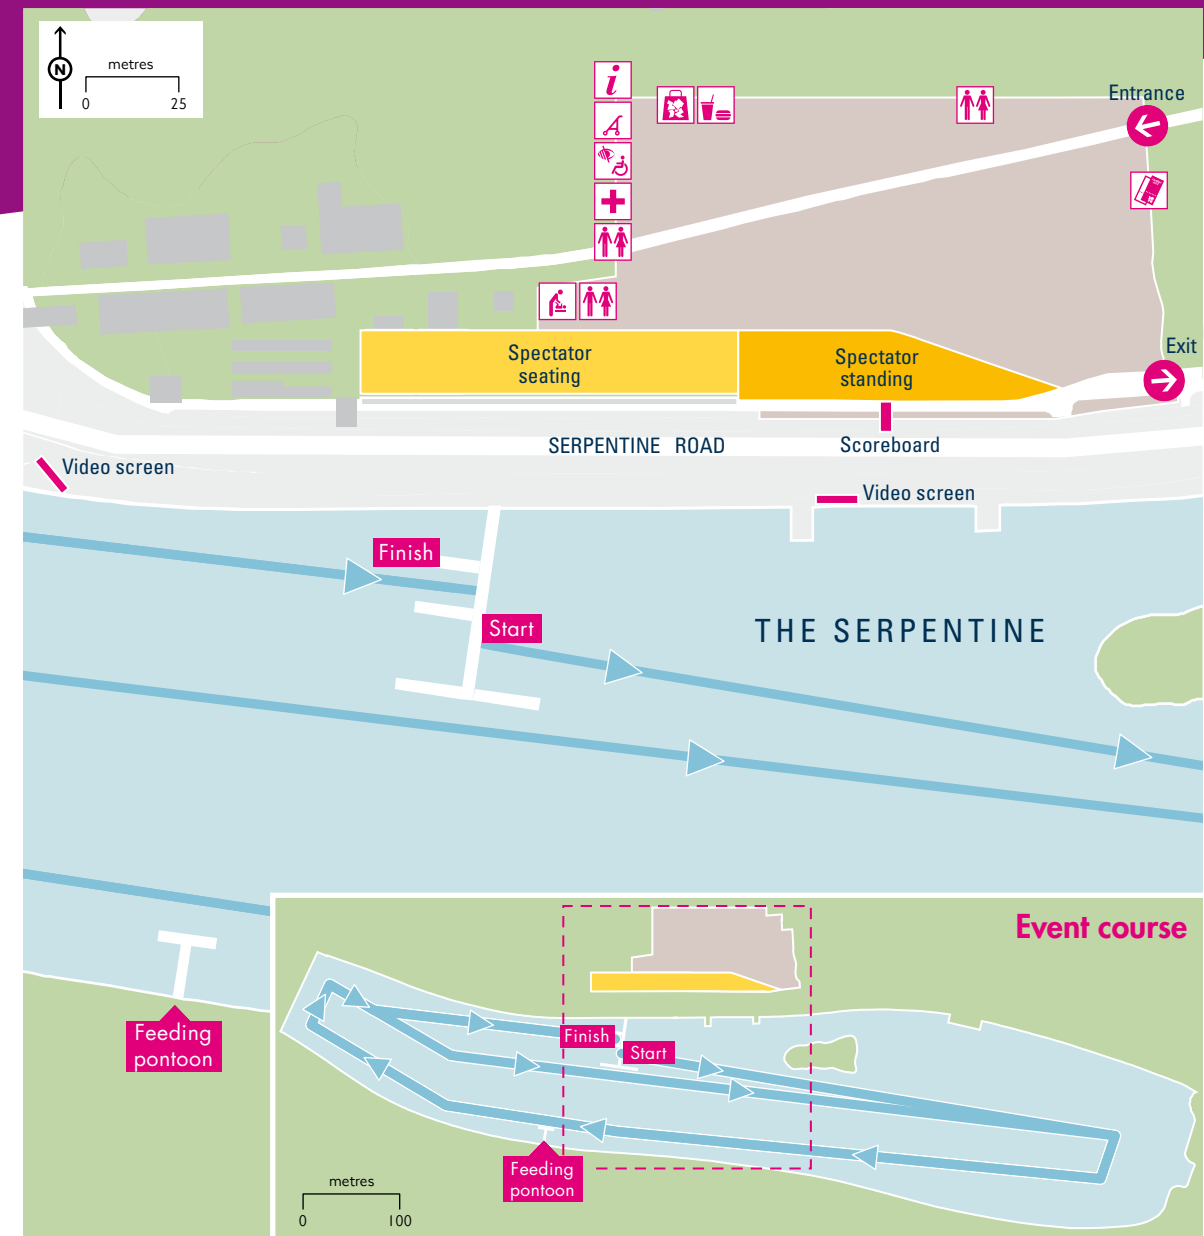 metres
N
0 25
i
Entrance
Exit
Spectator
seating
Spectator
standing
SERPENTINE ROAD
Scoreboard
Video screen
Video screen
Finish
Start
THE SERPENTINE
Feeding
pontoon
Event course
Finish
Start
Feeding
pontoon
metres
0 100